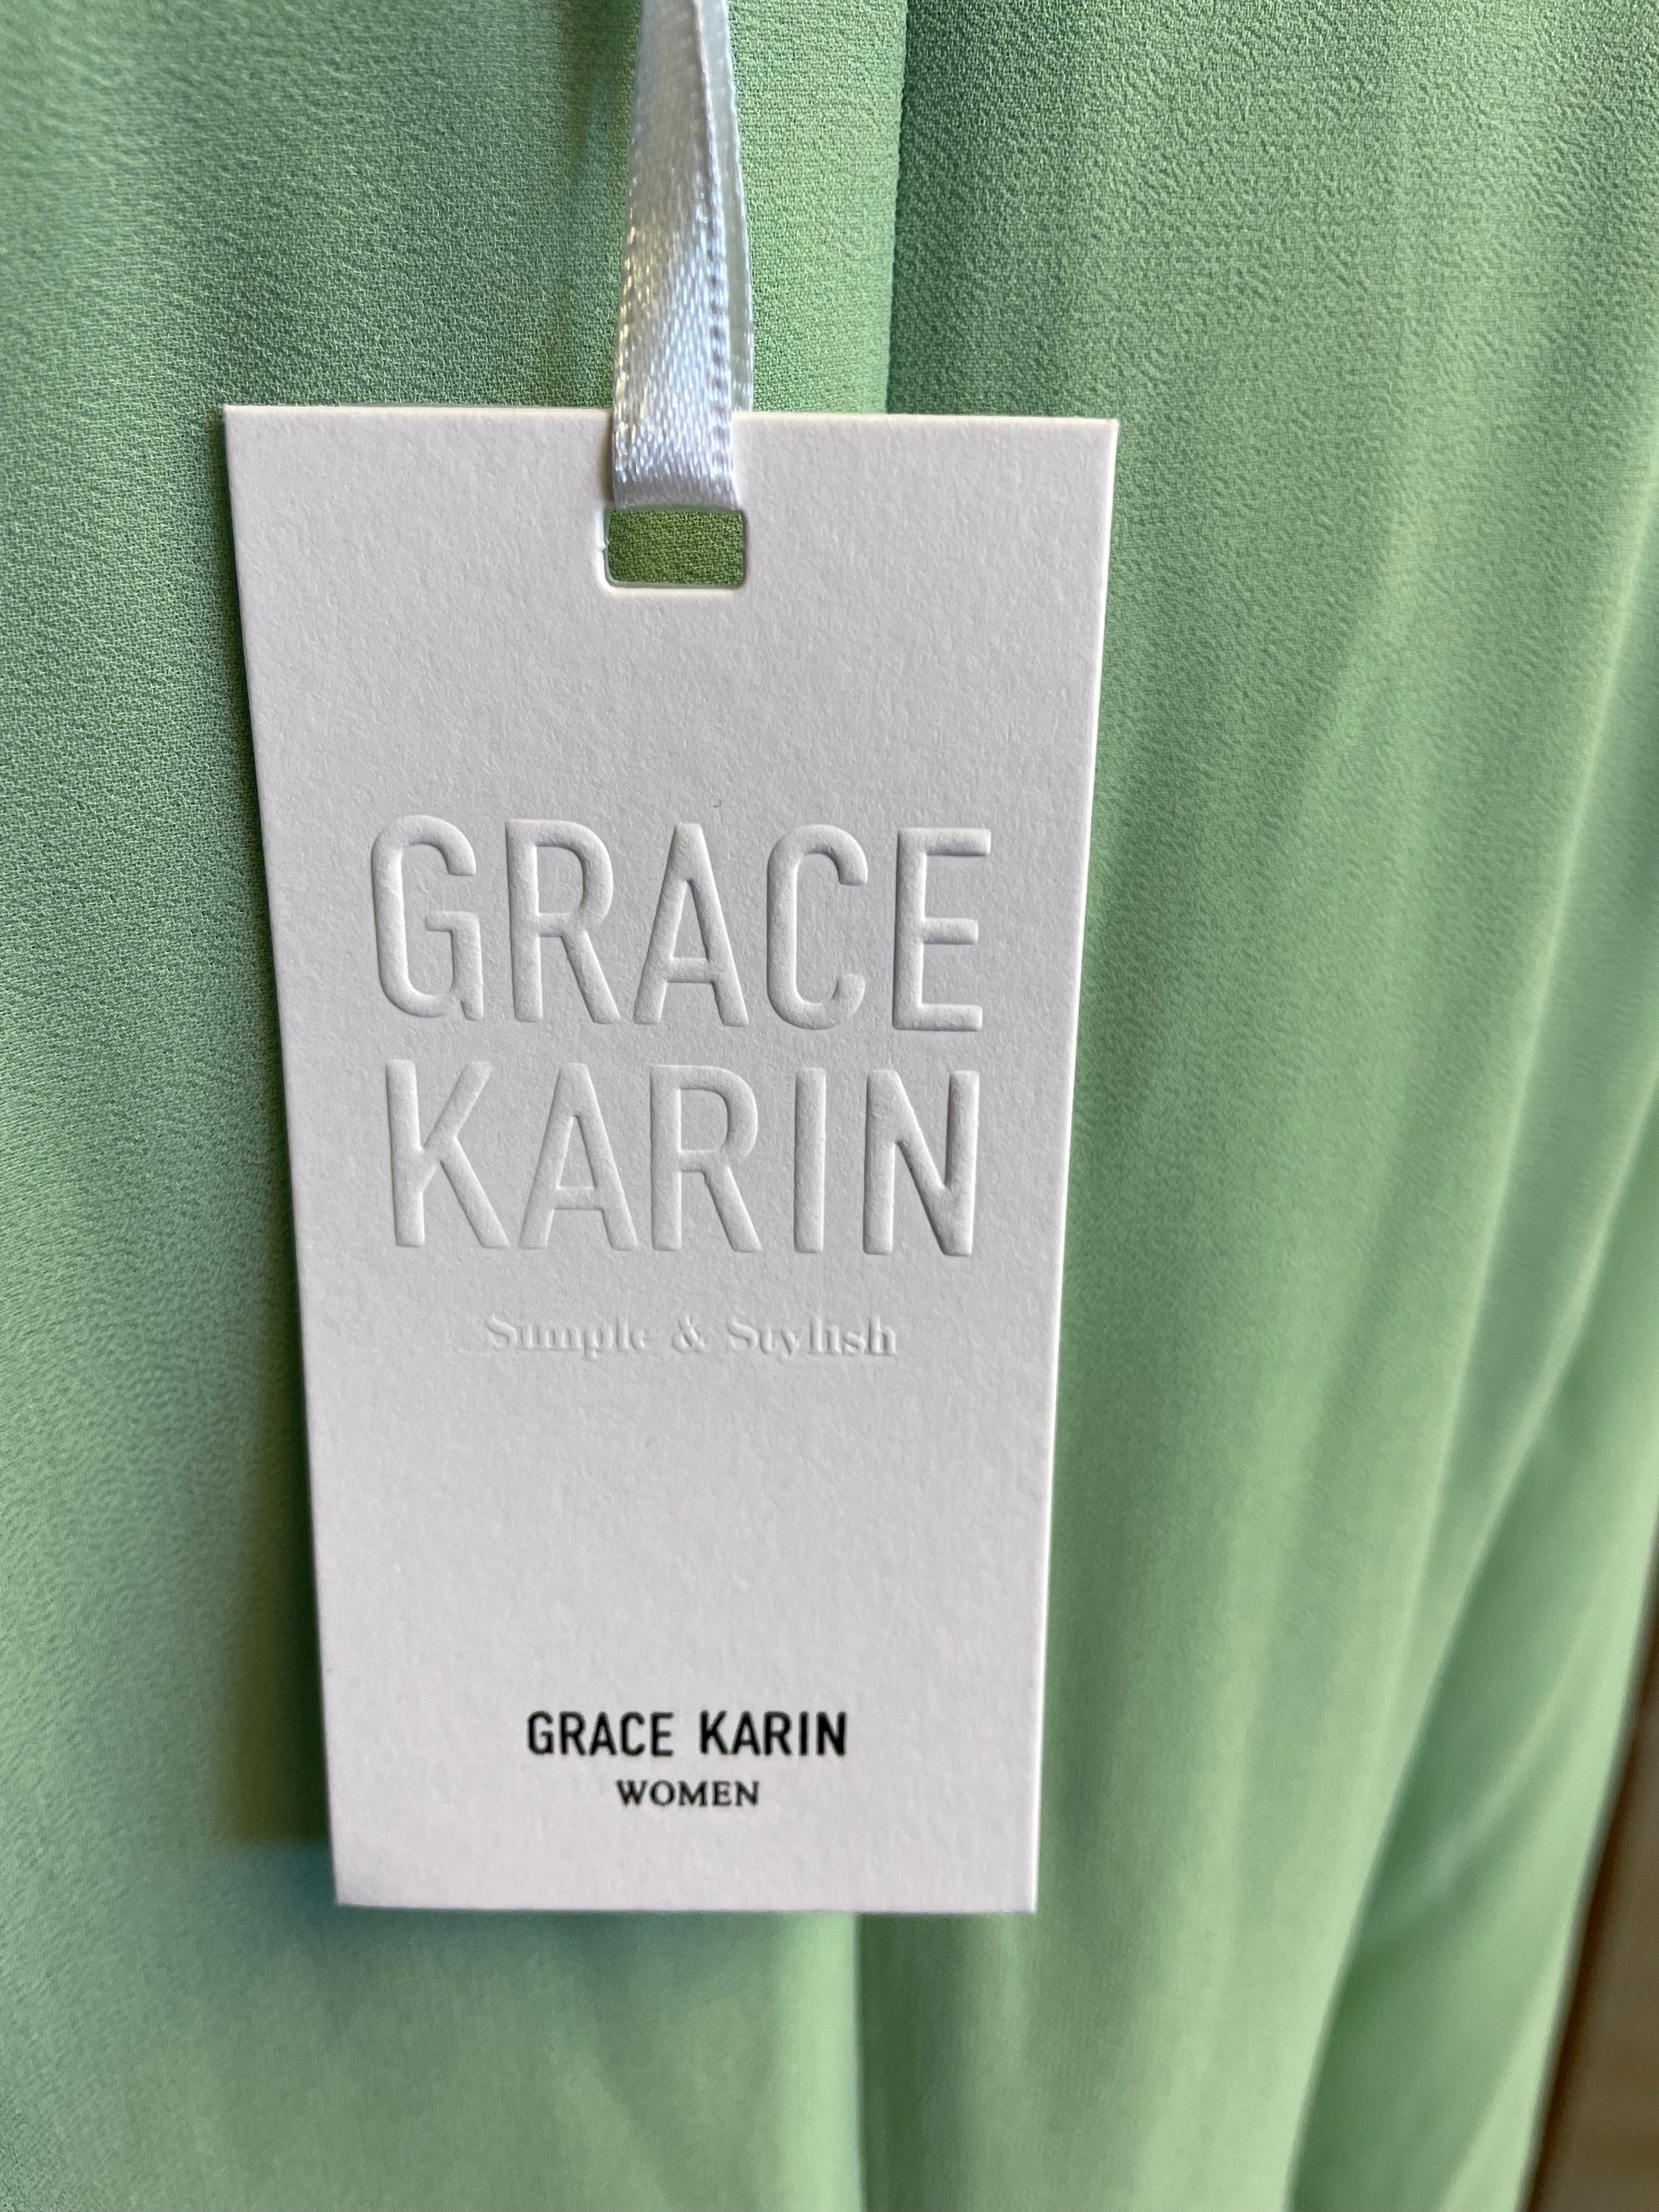 GRACE
KARIN
Simple & Stylish
GRACE KARIN
WOMEN